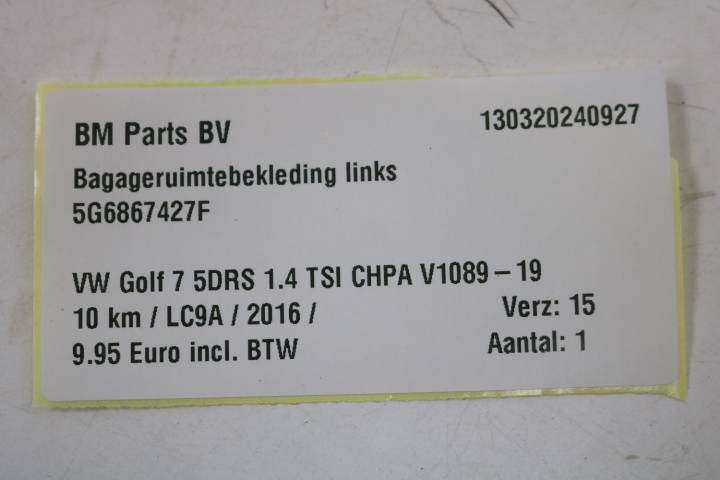 BM Parts BV 130320240927
Bagageruimtebekleding links
5G6867427F
VW Golf 7 5DRS 1.4 TSI CHPA V1089 – 19
10 km / LC9A / 2016 / Verz: 15
9.95 Euro incl. BTW Aantal: 1